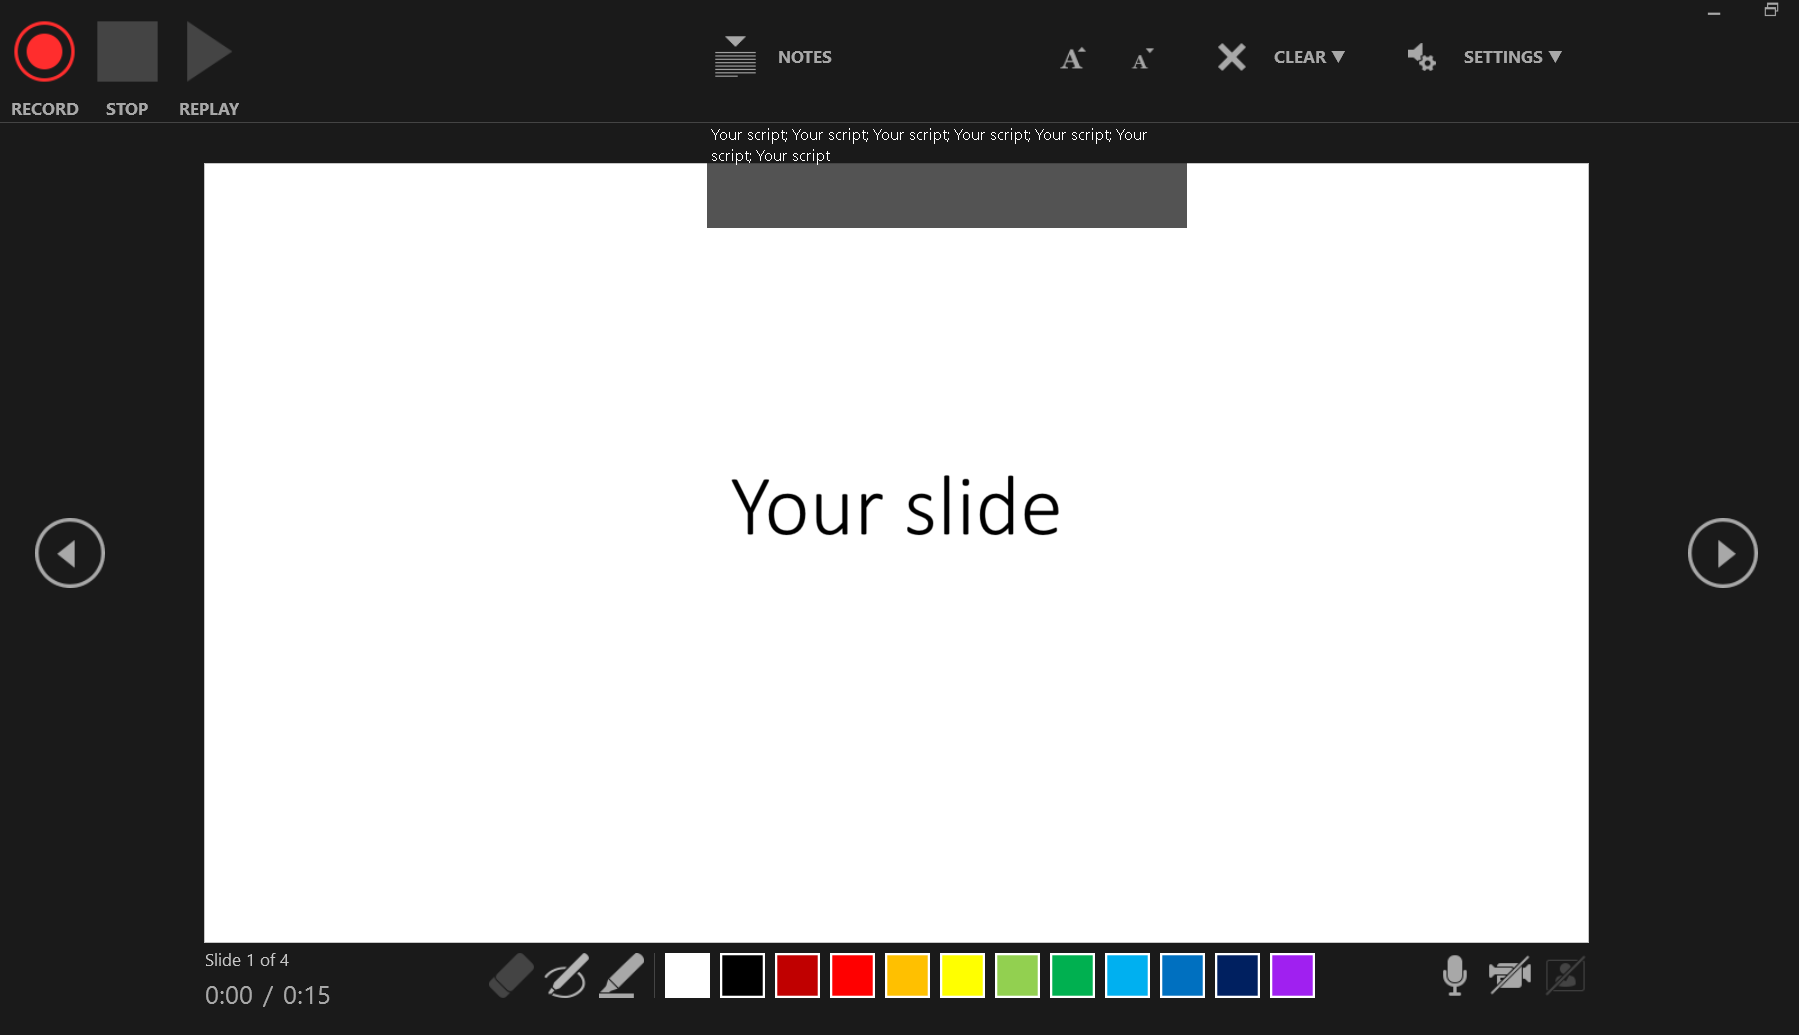 NOTES
CLEAR ▼
SETTINGS ▼
RECORD
STOP
REPLAY
Your script; Your script; Your script; Your script; Your script; Your
script; Your script
Your slide
Slide 1 of 4
0:00 / 0:15